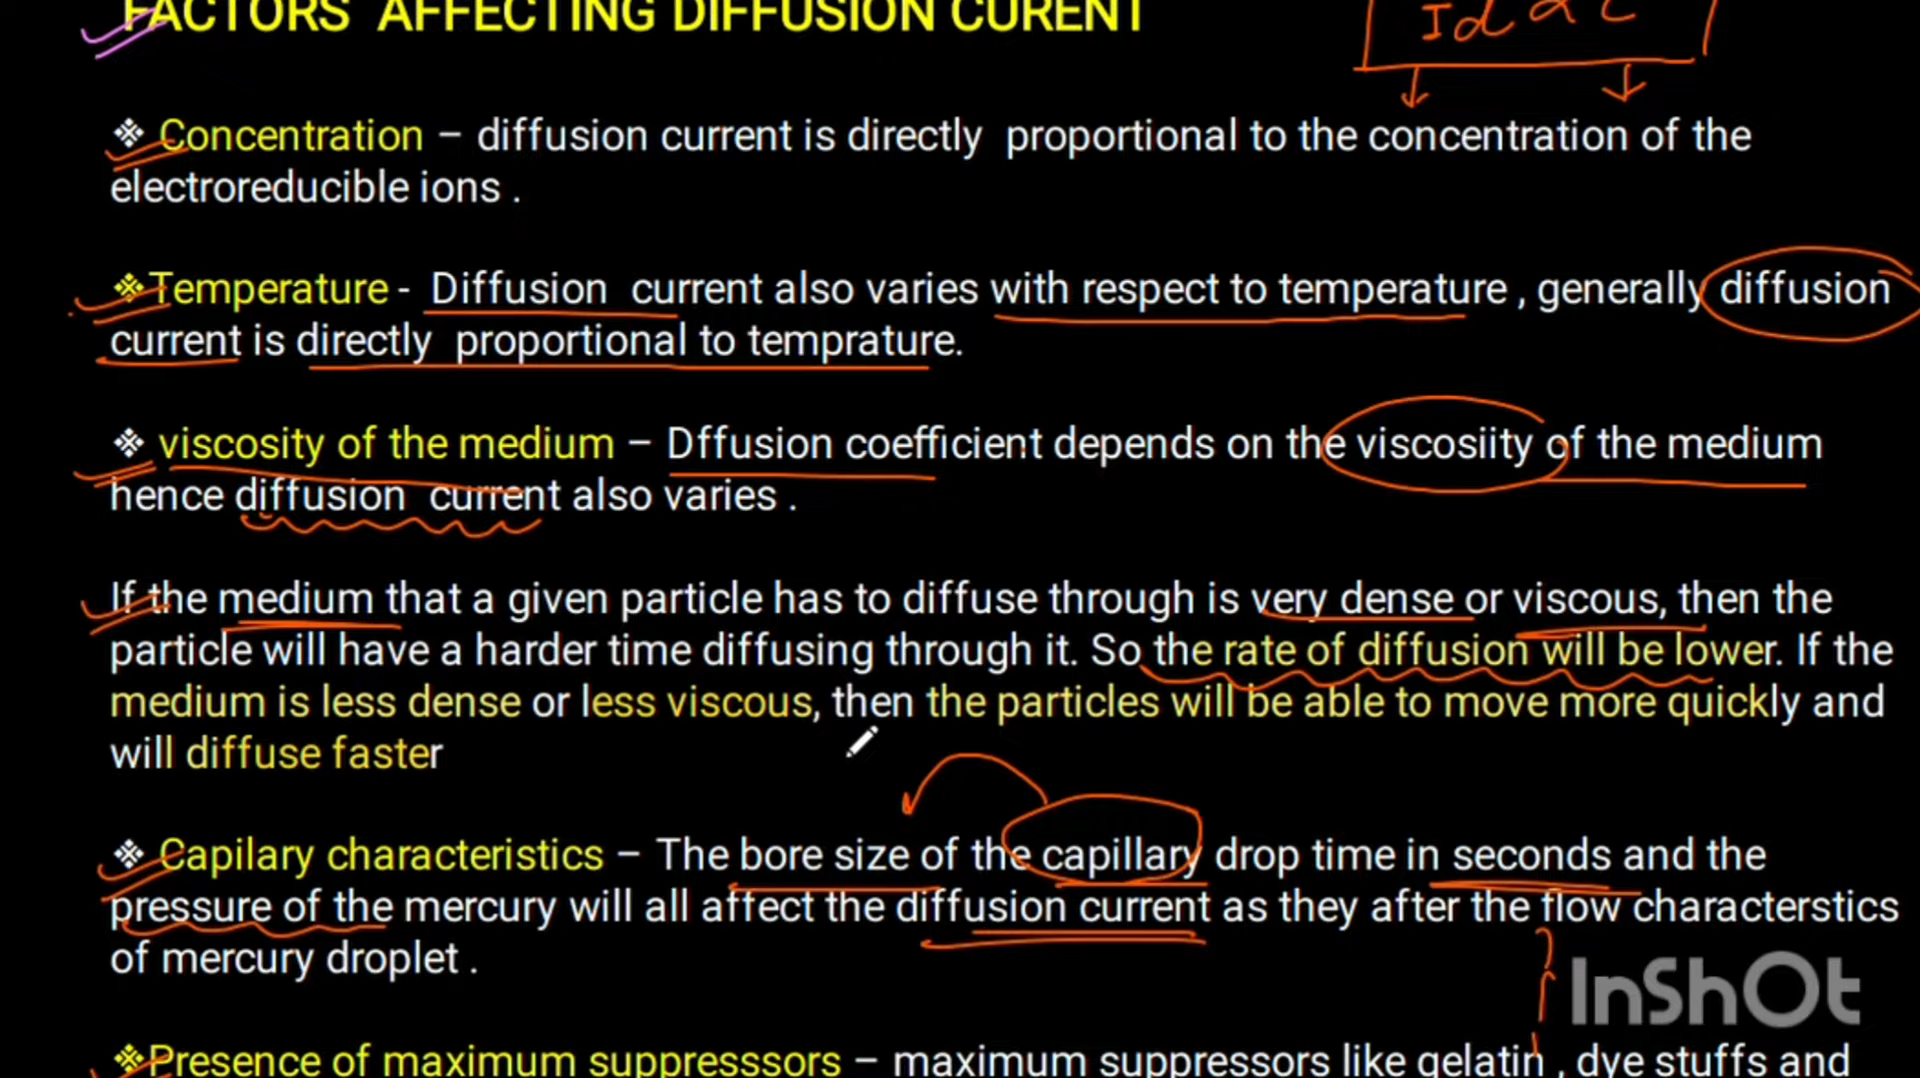 FACTORS AFFECTING DIFFUSION CURENT
Id α C
❖ Concentration – diffusion current is directly proportional to the concentration of the
electroreducible ions .
❖Temperature - Diffusion current also varies with respect to temperature , generally diffusion
current is directly proportional to temprature.
❖ viscosity of the medium – Dffusion coefficient depends on the viscosiity of the medium
hence diffusion current also varies .
If the medium that a given particle has to diffuse through is very dense or viscous, then the
particle will have a harder time diffusing through it. So the rate of diffusion will be lower. If the
medium is less dense or less viscous, then the particles will be able to move more quickly and
will diffuse faster
❖ Capilary characteristics – The bore size of the capillary drop time in seconds and the
pressure of the mercury will all affect the diffusion current as they after the flow characterstics
of mercury droplet .
InShOt
❖Presence of maximum suppresssors – maximum suppressors like gelatin , dye stuffs and